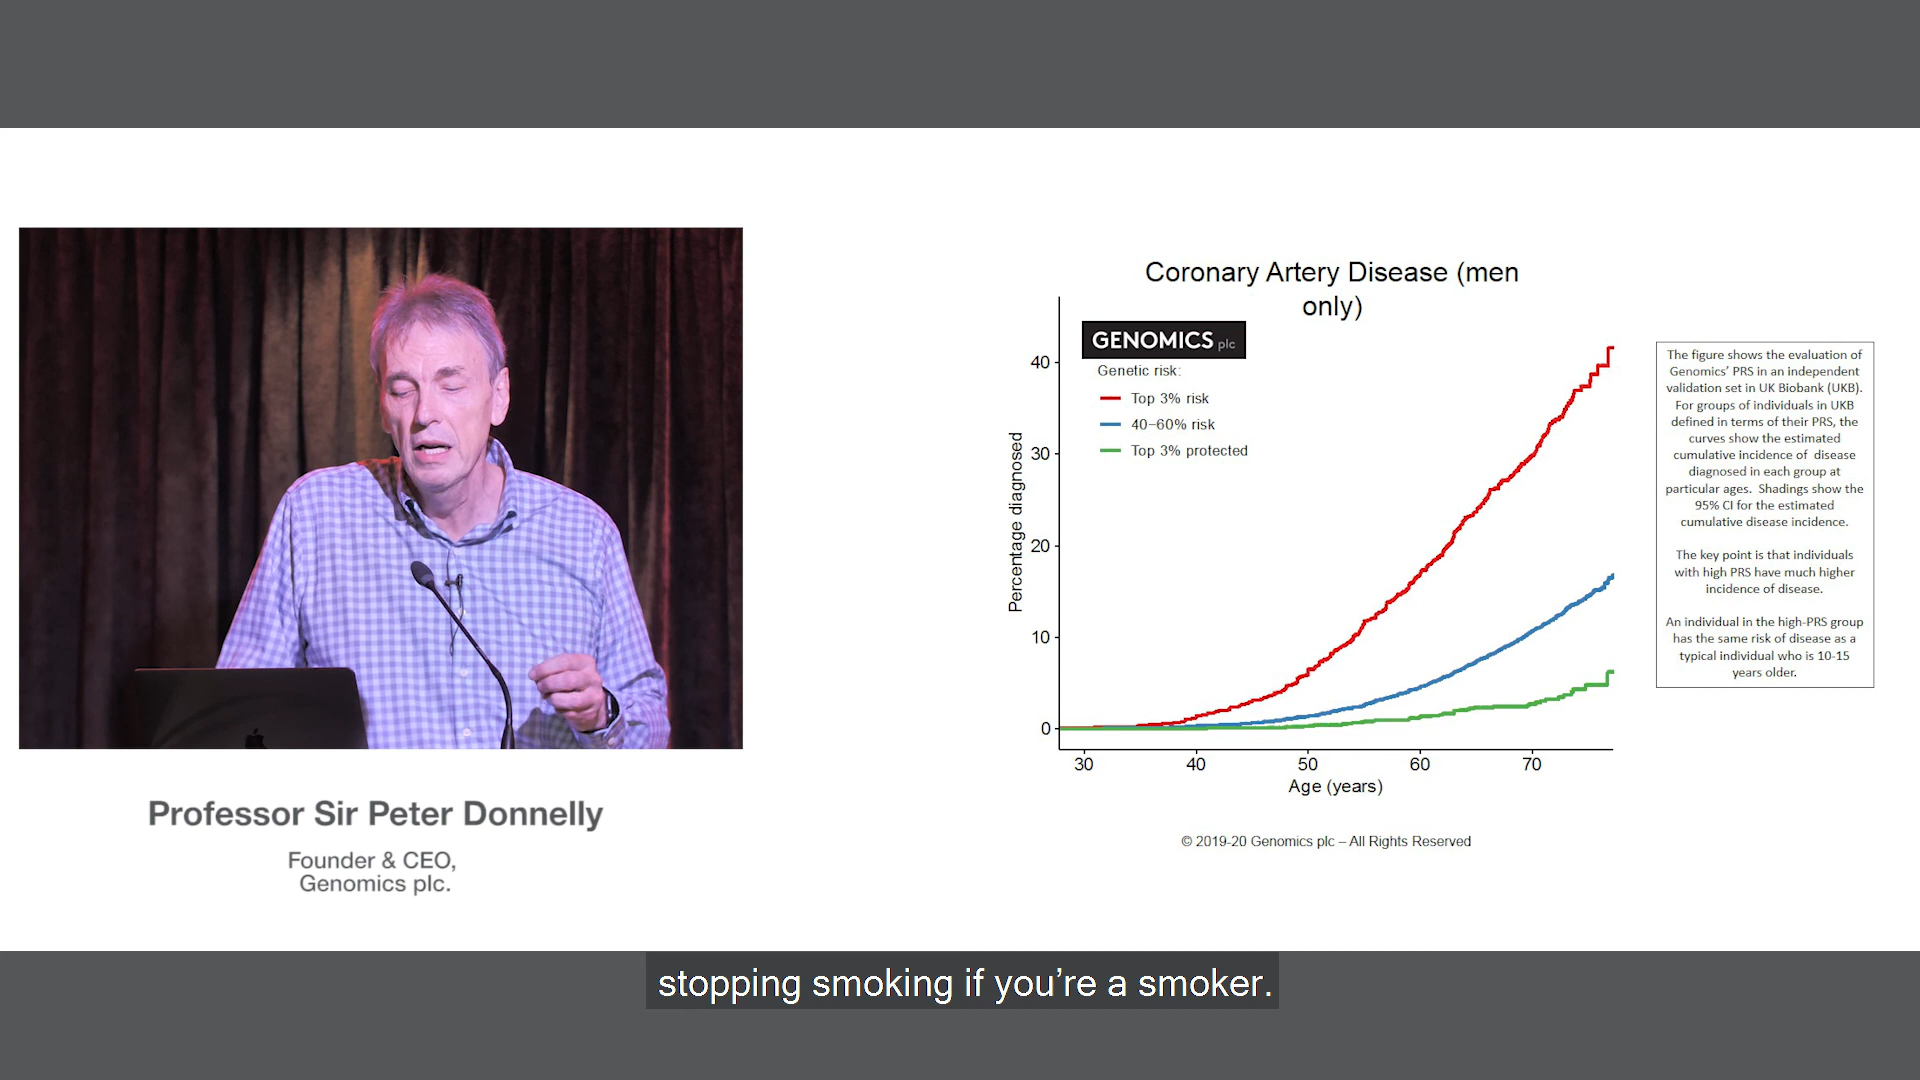 Professor Sir Peter Donnelly
Founder & CEO,
Genomics plc.
Coronary Artery Disease (men
only)
GENOMICS plc
Genetic risk:
Top 3% risk
40–60% risk
Top 3% protected
Percentage diagnosed
40
30
20
10
0
30 40 50 60 70
Age (years)
© 2019-20 Genomics plc – All Rights Reserved
The figure shows the evaluation of
Genomics' PRS in an independent
validation set in UK Biobank (UKB).
For groups of individuals in UKB
defined in terms of their PRS, the
curves show the estimated
cumulative incidence of disease
diagnosed in each group at
particular ages. Shadings show the
95% CI for the estimated
cumulative disease incidence.
The key point is that individuals
with high PRS have much higher
incidence of disease.
An individual in the high-PRS group
has the same risk of disease as a
typical individual who is 10-15
years older.
stopping smoking if you’re a smoker.